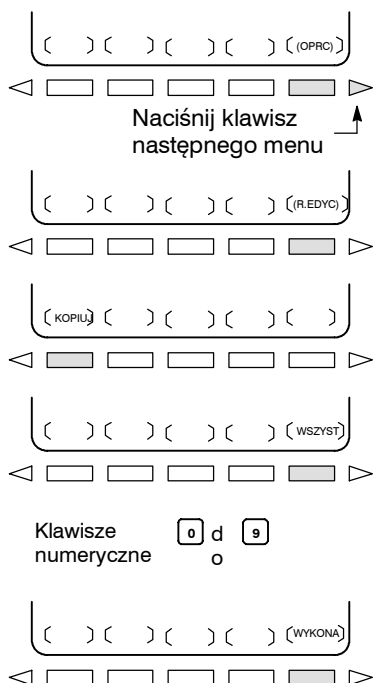 (OPRC)
Naciśnij klawisz
następnego menu
(R.EDYC)
KOPIUJ
WSZYST
Klawisze 0 d 9
numeryczne o
WYKONA